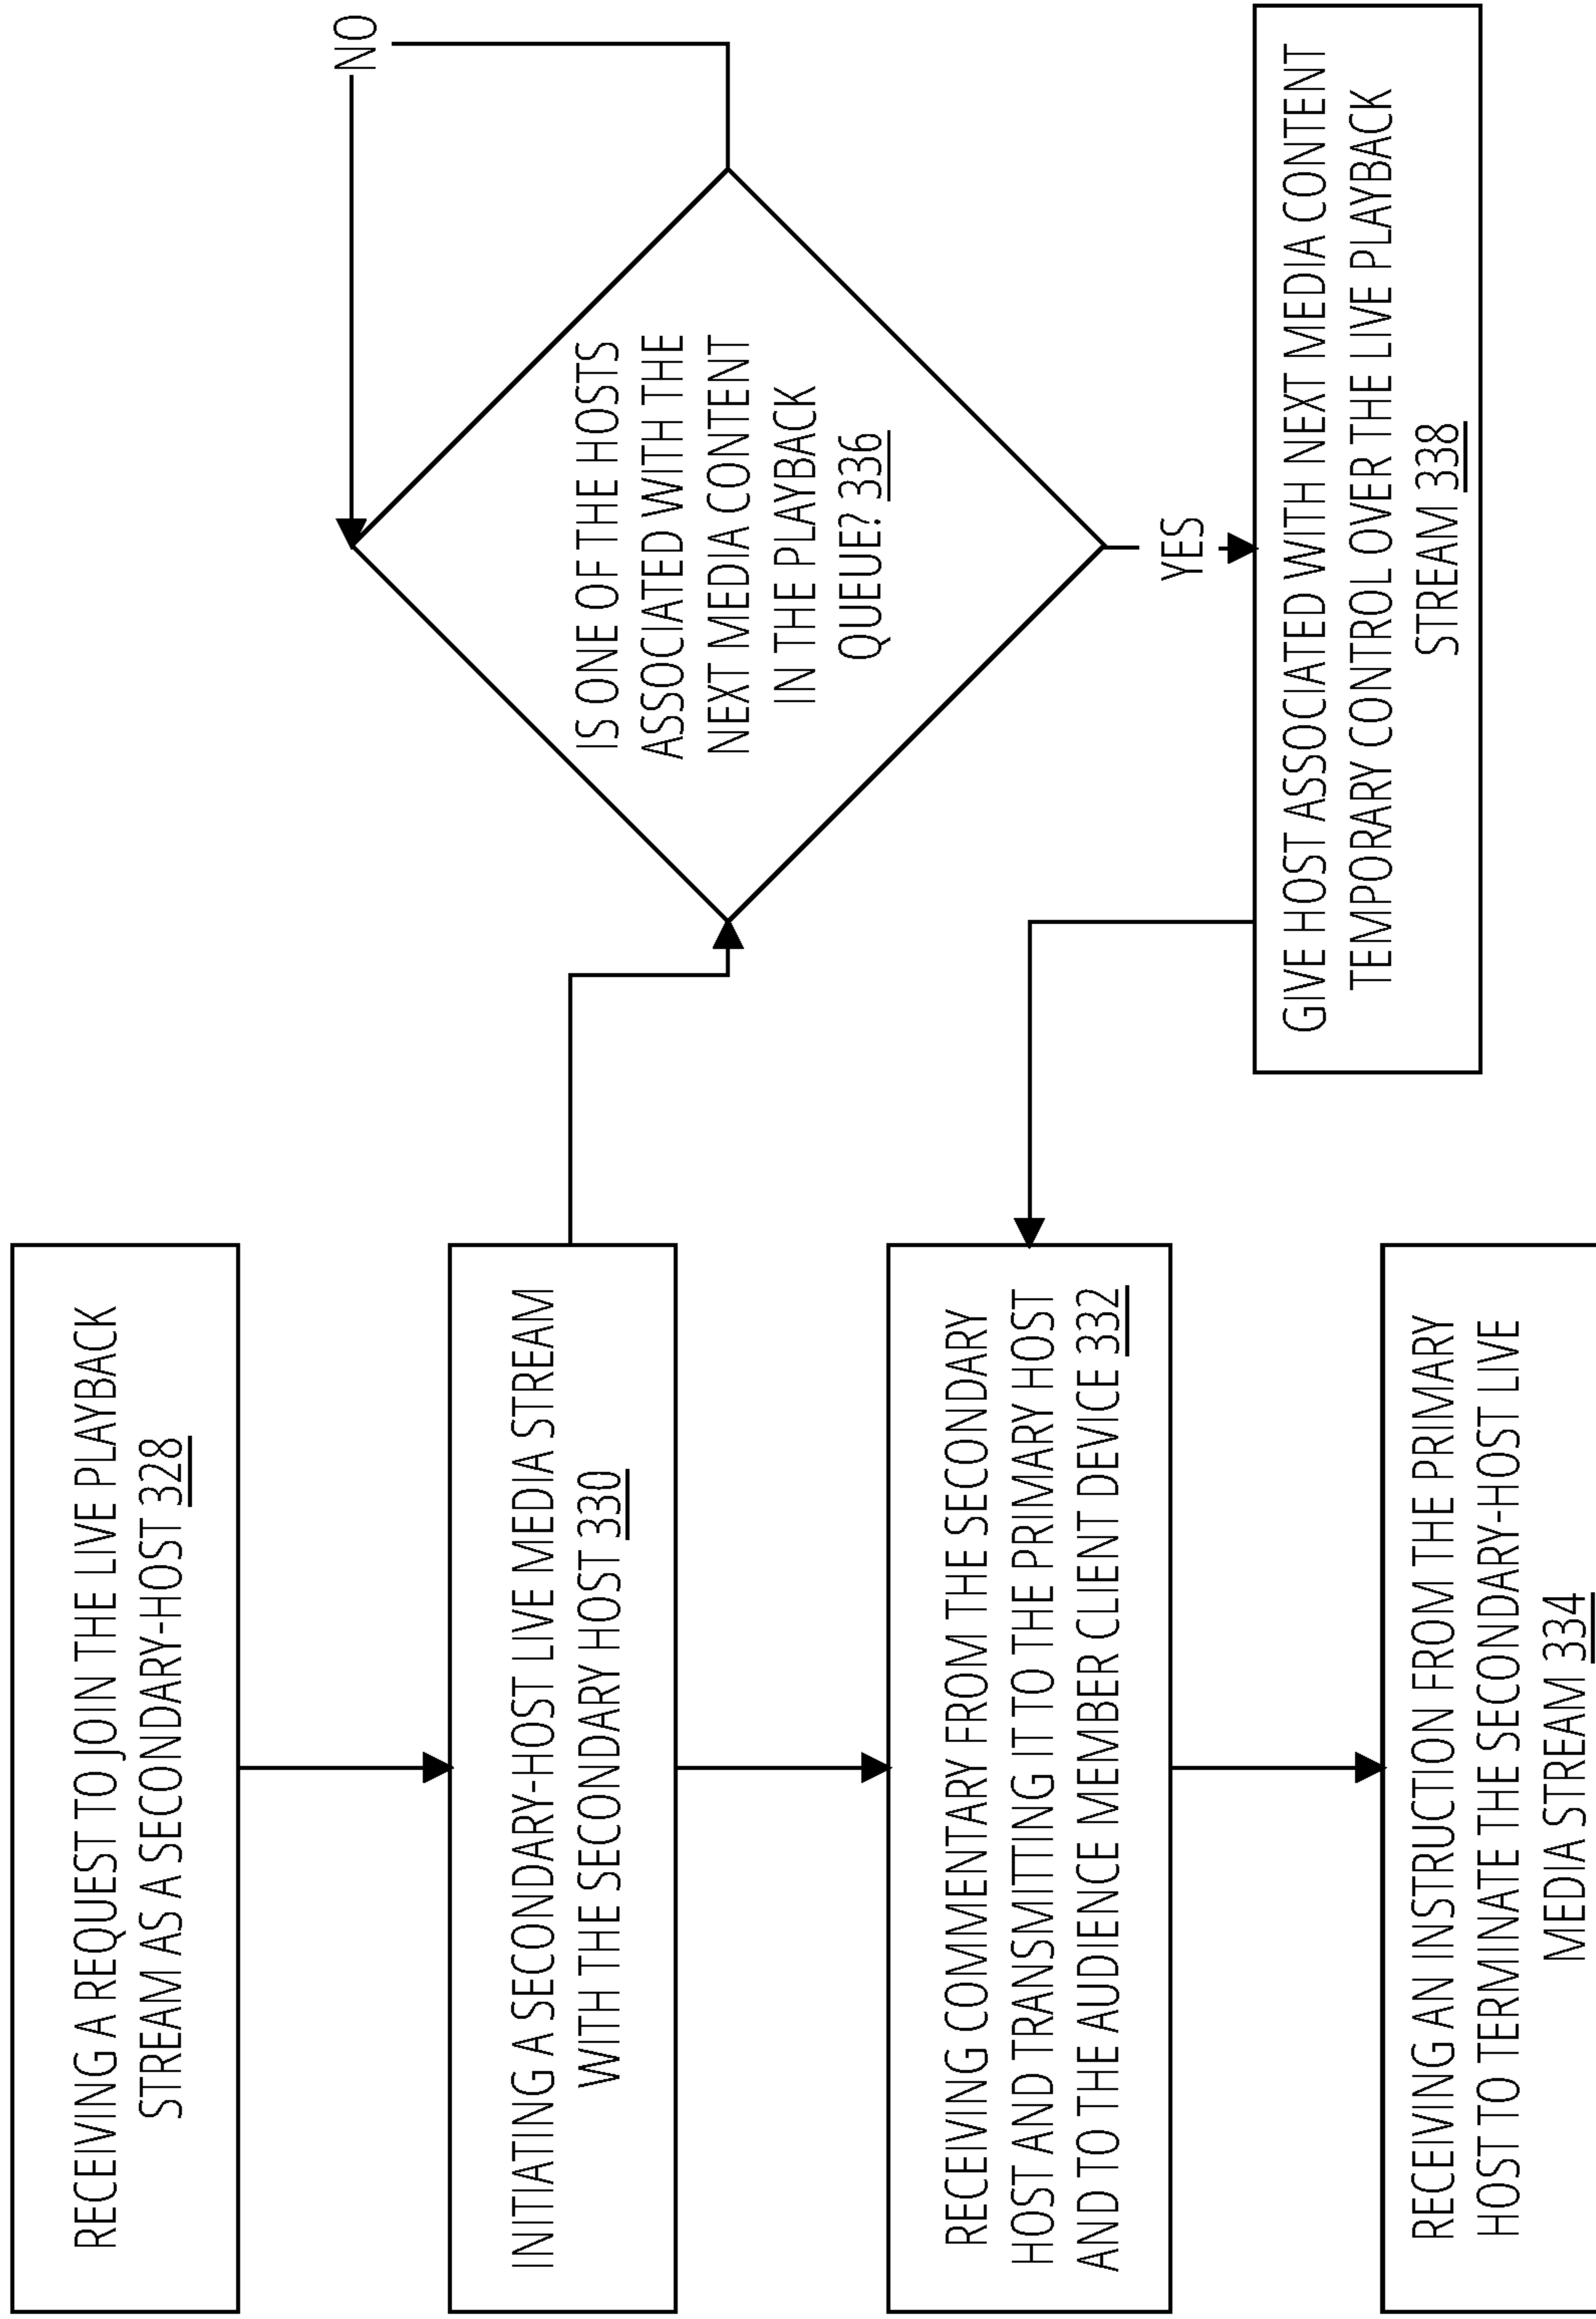 RECEIVING A REQUEST TO JOIN THE LIVE PLAYBACK
STREAM AS A SECONDARY-HOST 328
INITIATING A SECONDARY-HOST LIVE MEDIA STREAM
WITH THE SECONDARY HOST 330
RECEIVING COMMENTARY FROM THE SECONDARY
HOST AND TRANSMITTING IT TO THE PRIMARY HOST
AND TO THE AUDIENCE MEMBER CLIENT DEVICE 332
RECEIVING AN INSTRUCTION FROM THE PRIMARY
HOST TO TERMINATE THE SECONDARY-HOST LIVE
MEDIA STREAM 334
NO
IS ONE OF THE HOSTS
ASSOCIATED WITH THE
NEXT MEDIA CONTENT
IN THE PLAYBACK
QUEUE? 336
YES
GIVE HOST ASSOCIATED WITH NEXT MEDIA CONTENT
TEMPORARY CONTROL OVER THE LIVE PLAYBACK
STREAM 338